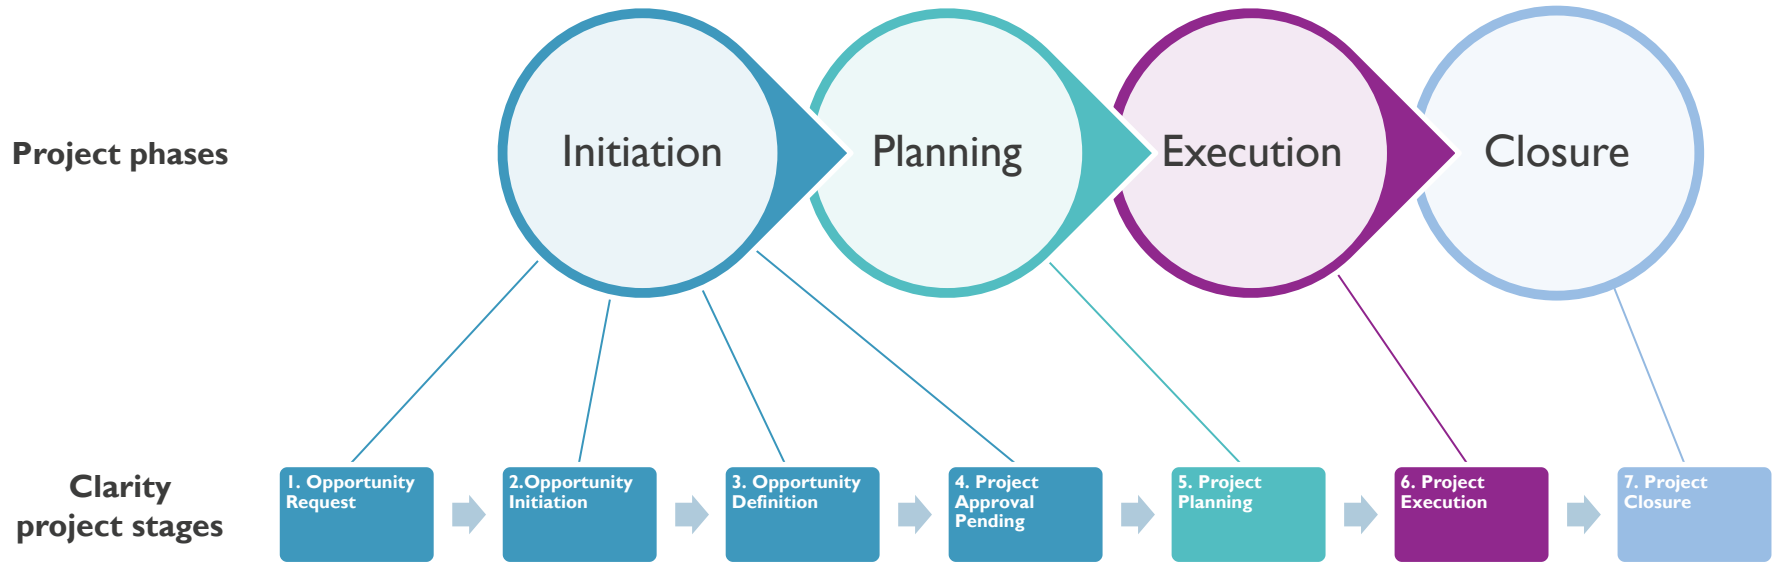 Project phases
Initiation
Planning
Execution
Closure
Clarity
project stages
1. Opportunity
Request
2.Opportunity
Initiation
3. Opportunity
Definition
4. Project
Approval
Pending
5. Project
Planning
6. Project
Execution
7. Project
Closure